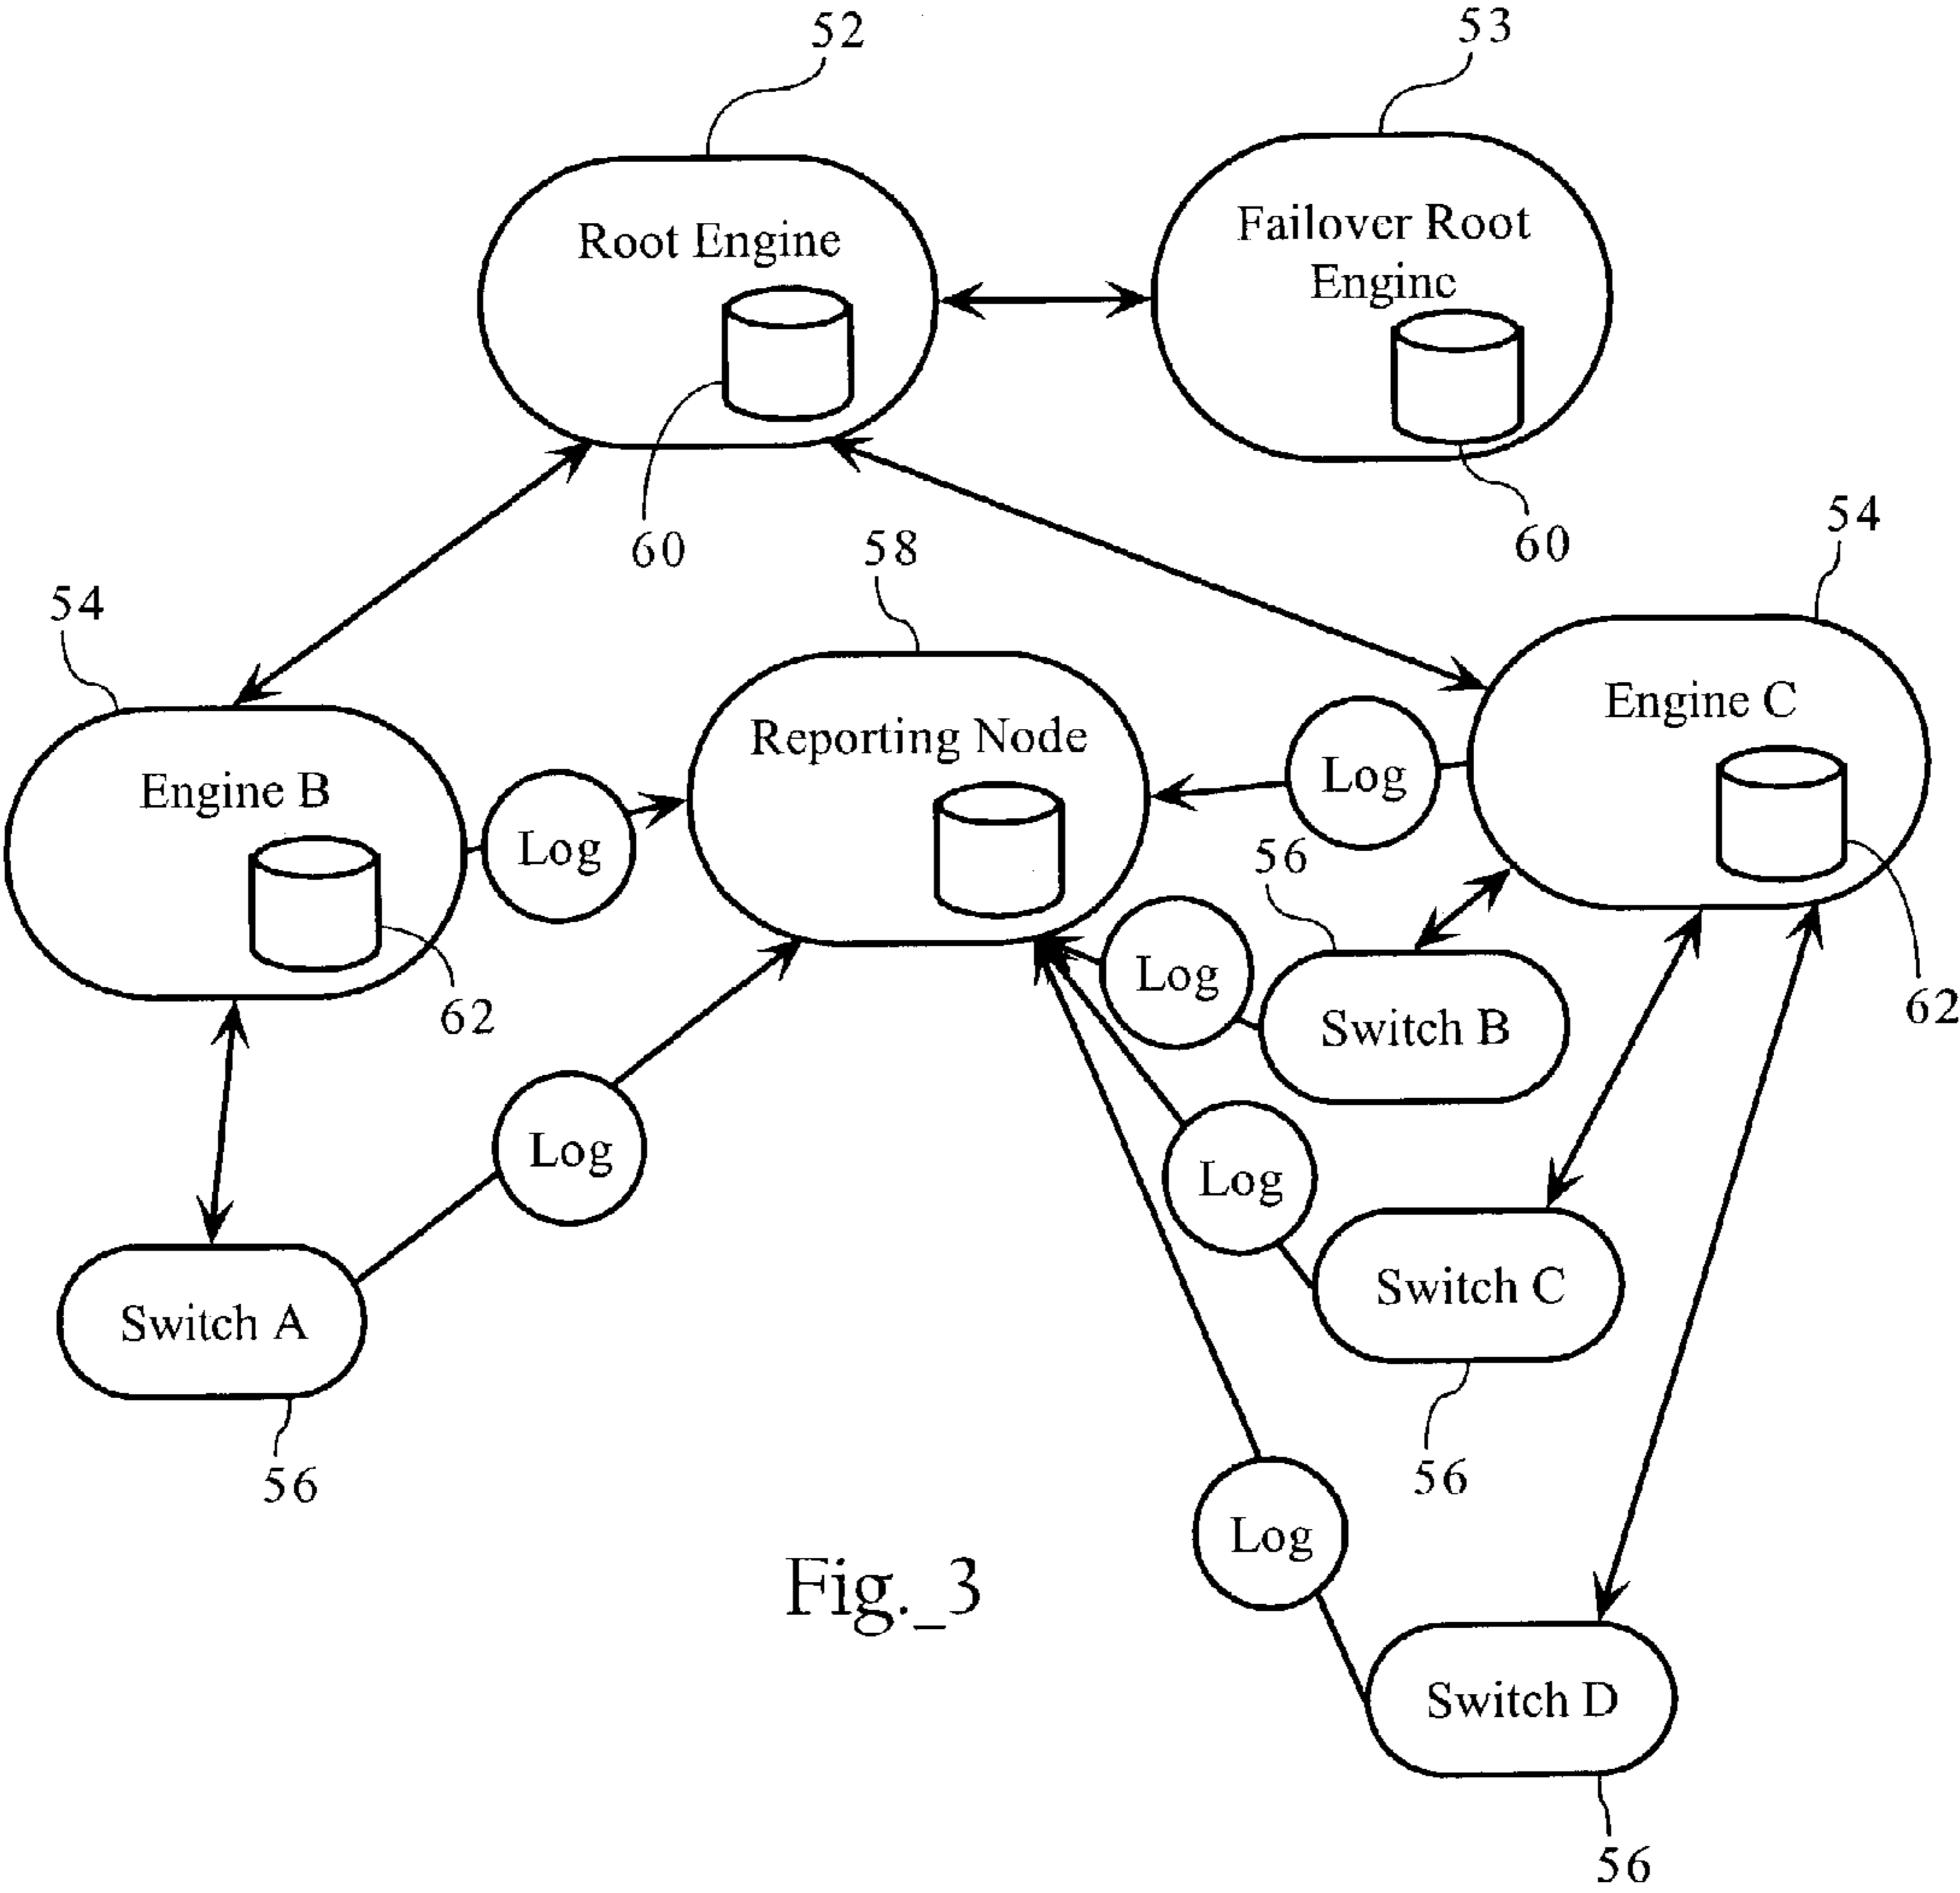 52
53
Root Engine
Failover Root
Engine
60
60
58
54
54
Reporting Node
Engine C
Engine B
Log
Log
56
62
62
Log
Switch B
Log
Log
Switch C
Switch A
56
56
Log
Fig._3
Switch D
56